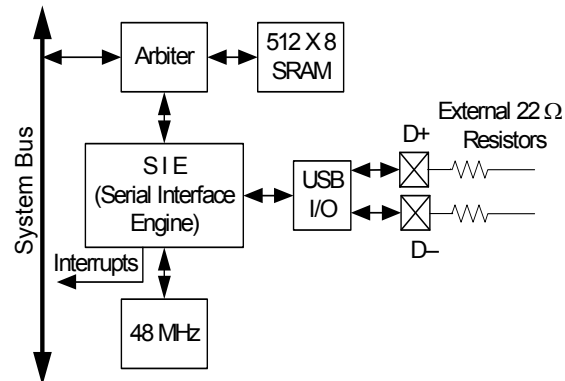 System Bus
Arbiter
512 X 8
SRAM
External 22 Ω
Resistors
D+
S I E
(Serial Interface
Engine)
USB
I/O
D–
Interrupts
48 MHz